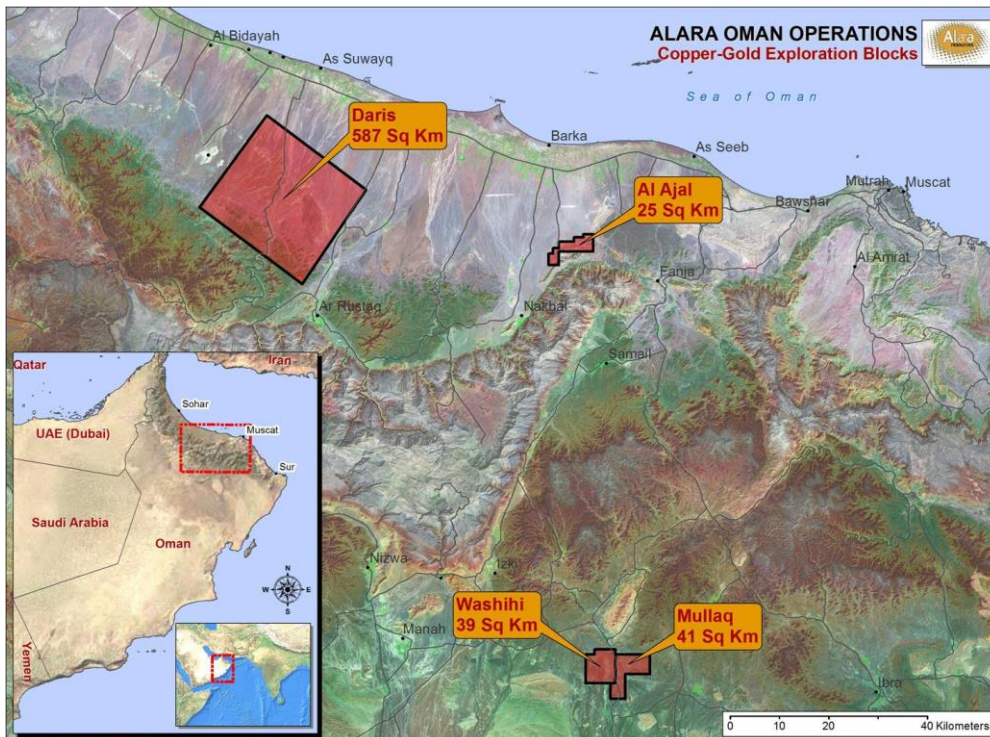 ALARA OMAN OPERATIONS
Copper-Gold Exploration Blocks
Alara
RESOURCES
Al Bidayah
As Suwayq
Sea of Oman
Daris
587 Sq Km
Barka
As Seeb
Al Ajal
25 Sq Km
Mutrah
Muscat
Bawshar
Al Amrat
Fanja
Ar Rustaq
Nakhal
Samail
Qatar
Iran
Sohar
UAE (Dubai)
Muscat
Sur
Saudi Arabia
Oman
Yemen
N
W
E
S
Nizwa
Izki
Washihi
39 Sq Km
Mullaq
41 Sq Km
Manah
Ibra
0 10 20 40 Kilometers